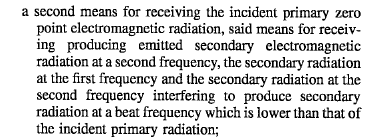 a second means for receiving the incident primary zero
point electromagnetic radiation, said means for receiv-
ing producing emitted secondary electromagnetic
radiation at a second frequency, the secondary radiation
at the first frequency and the secondary radiation at the
second frequency interfering to produce secondary
radiation at a beat frequency which is lower than that of
the incident primary radiation;